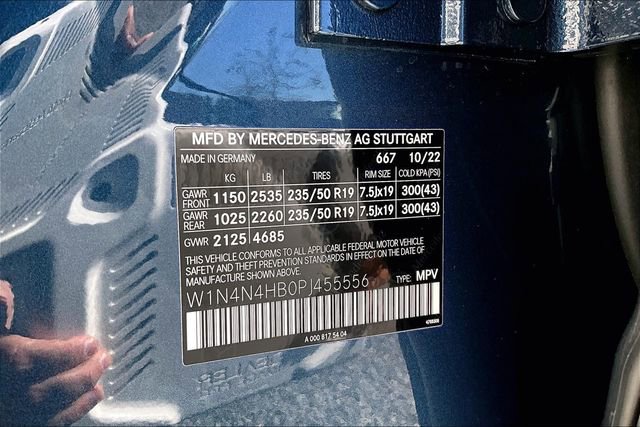 MFD BY MERCEDES-BENZ AG STUTTGART
MADE IN GERMANY 667 10/22
KG LB TIRES RIM SIZE COLD KPA (PSI)
GAWR FRONT 1150 2535 235/50 R19 7.5Jx19 300(43)
GAWR REAR 1025 2260 235/50 R19 7.5Jx19 300(43)
GVWR 2125 4685
THIS VEHICLE CONFORMS TO ALL APPLICABLE FEDERAL MOTOR VEHICLE
SAFETY AND THEFT PREVENTION STANDARDS IN EFFECT ON THE DATE OF
MANUFACTURE SHOWN ABOVE.
W1N4N4HB0PJ455556 TYPE: MPV
A 000 817 54 04